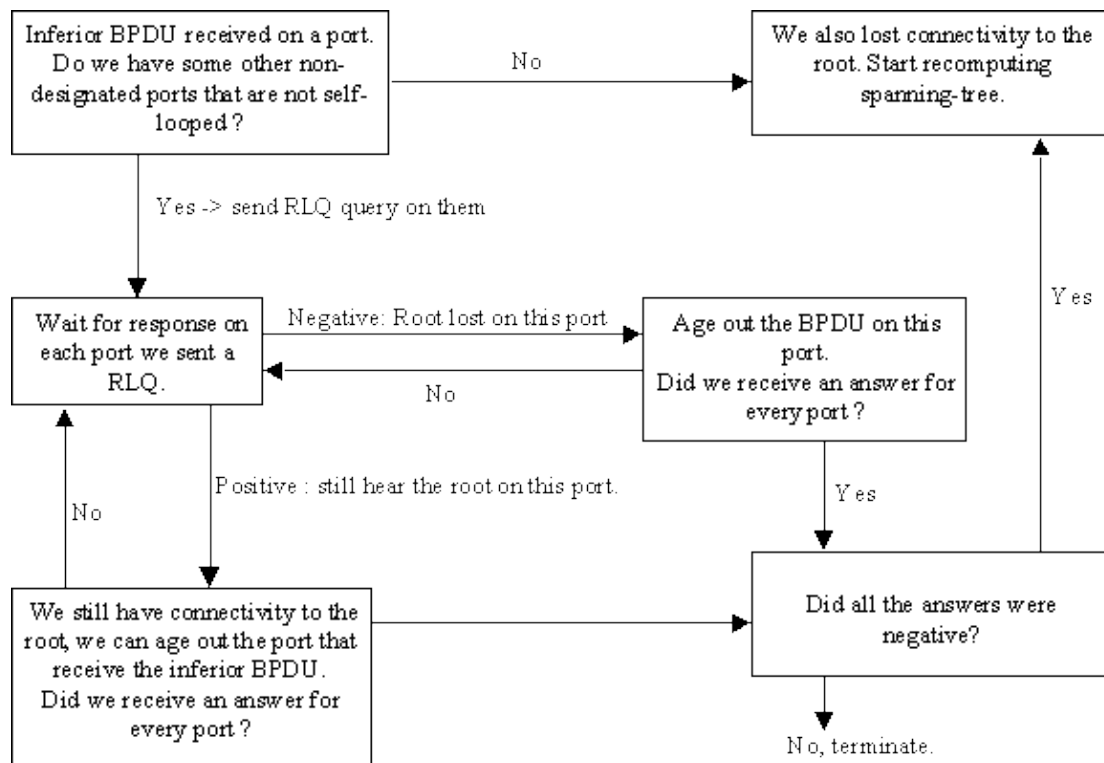 Inferior BPDU received on a port.
Do we have some other non-
designated ports that are not self-
looped ?
No
We also lost connectivity to the
root. Start recomputing
spanning-tree.
Yes -> send RLQ query on them
Wait for response on
each port we sent a
RLQ.
Negative: Root lost on this port
No
Age out the BPDU on this
port.
Did we receive an answer for
every port ?
Yes
No
Positive : still hear the root on this port.
Yes
We still have connectivity to the
root, we can age out the port that
receive the inferior BPDU.
Did we receive an answer for
every port ?
Did all the answers were
negative?
No, terminate.